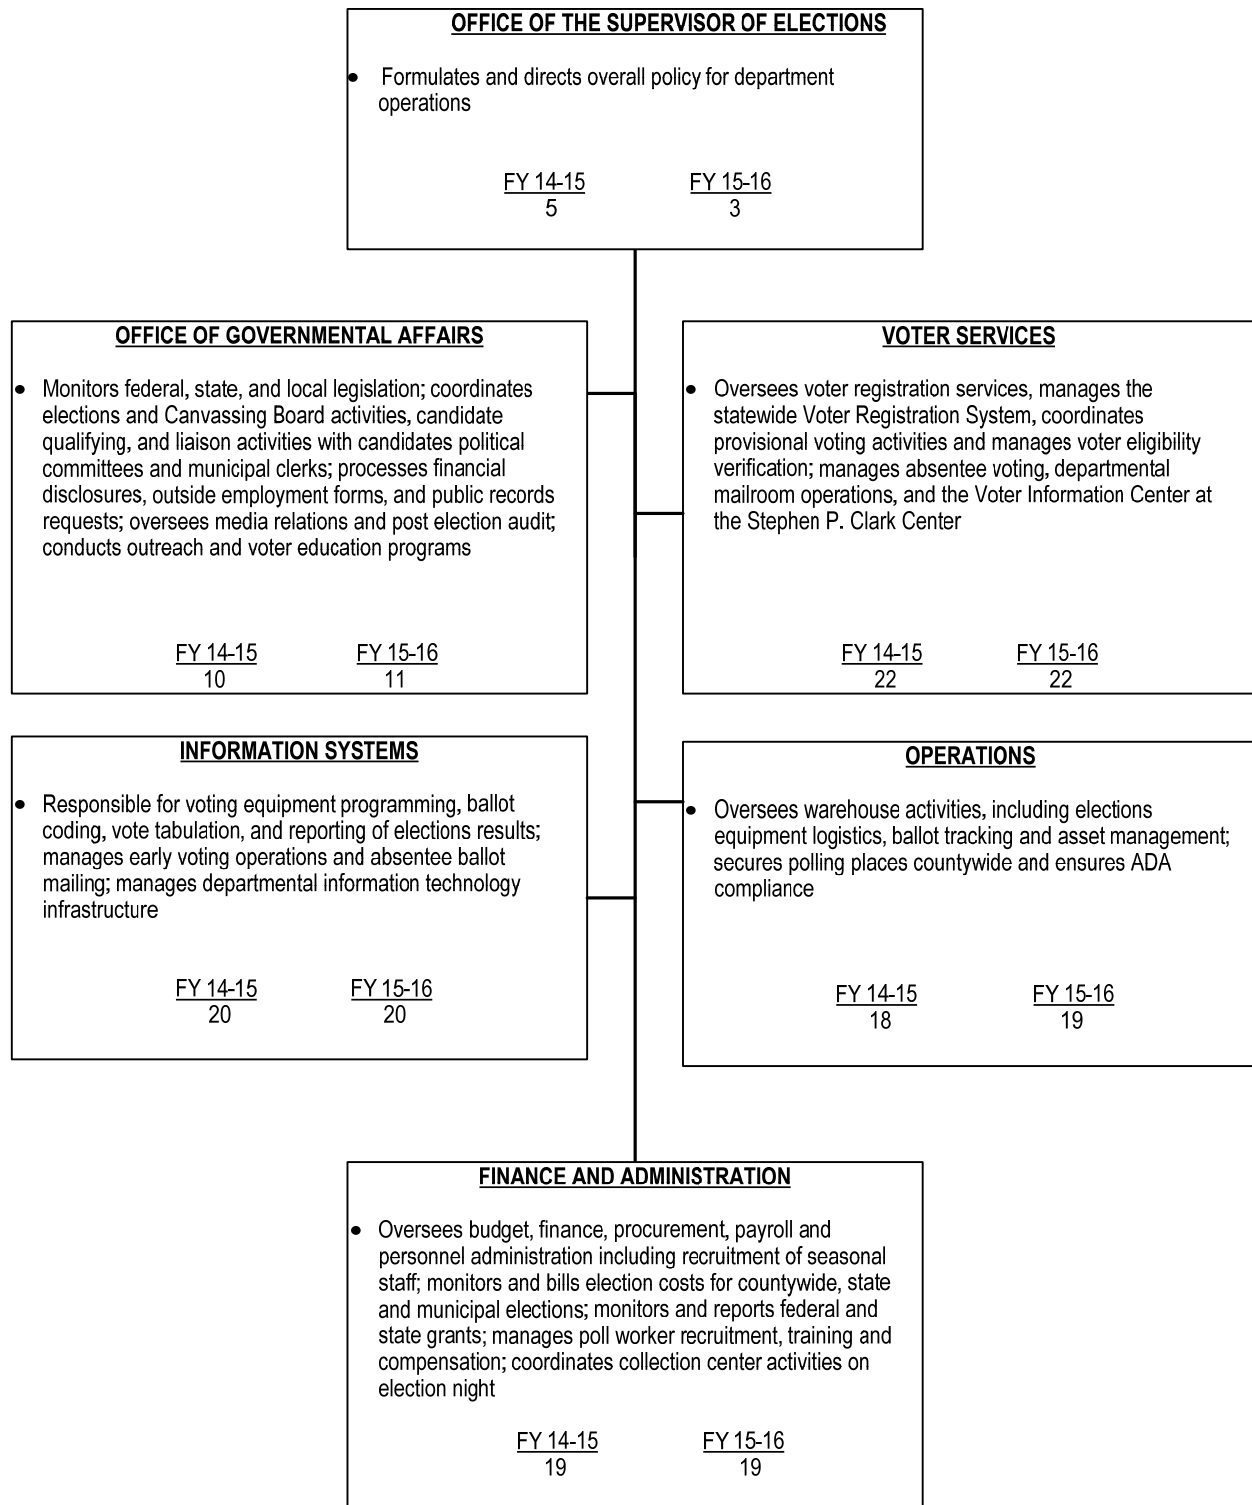 OFFICE OF THE SUPERVISOR OF ELECTIONS
• Formulates and directs overall policy for department
operations
FY 14-15 FY 15-16
5 3
OFFICE OF GOVERNMENTAL AFFAIRS
• Monitors federal, state, and local legislation; coordinates
elections and Canvassing Board activities, candidate
qualifying, and liaison activities with candidates political
committees and municipal clerks; processes financial
disclosures, outside employment forms, and public records
requests; oversees media relations and post election audit;
conducts outreach and voter education programs
FY 14-15 FY 15-16
10 11
VOTER SERVICES
• Oversees voter registration services, manages the
statewide Voter Registration System, coordinates
provisional voting activities and manages voter eligibility
verification; manages absentee voting, departmental
mailroom operations, and the Voter Information Center at
the Stephen P. Clark Center
FY 14-15 FY 15-16
22 22
INFORMATION SYSTEMS
• Responsible for voting equipment programming, ballot
coding, vote tabulation, and reporting of elections results;
manages early voting operations and absentee ballot
mailing; manages departmental information technology
infrastructure
FY 14-15 FY 15-16
20 20
OPERATIONS
• Oversees warehouse activities, including elections
equipment logistics, ballot tracking and asset management;
secures polling places countywide and ensures ADA
compliance
FY 14-15 FY 15-16
18 19
FINANCE AND ADMINISTRATION
• Oversees budget, finance, procurement, payroll and
personnel administration including recruitment of seasonal
staff; monitors and bills election costs for countywide, state
and municipal elections; monitors and reports federal and
state grants; manages poll worker recruitment, training and
compensation; coordinates collection center activities on
election night
FY 14-15 FY 15-16
19 19